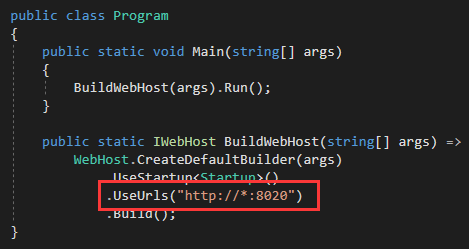 public class Program
{
    public static void Main(string[] args)
    {
        BuildWebHost(args).Run();
    }

    public static IWebHost BuildWebHost(string[] args) =>
        WebHost.CreateDefaultBuilder(args)
            .UseStartup<Startup>()
            .UseUrls("http://*:8020")
            .Build();
}